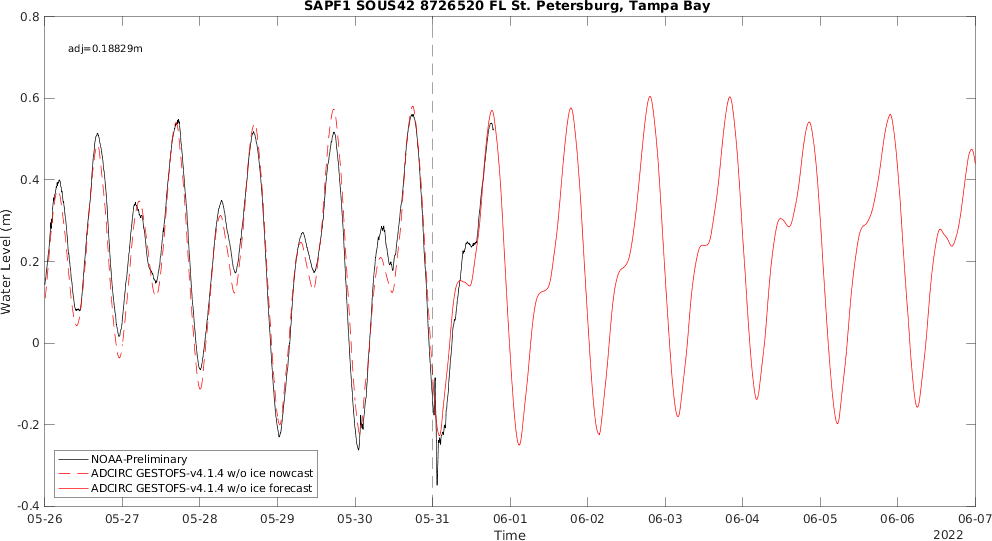 SAPF1 SOUS42 8726520 FL St. Petersburg, Tampa Bay
adj=0.18829m
Water Level (m)
0.8
0.6
0.4
0.2
0
-0.2
-0.4
NOAA-Preliminary
ADCIRC GESTOFS-v4.1.4 w/o ice nowcast
ADCIRC GESTOFS-v4.1.4 w/o ice forecast
05-26 05-27 05-28 05-29 05-30 05-31 06-01 06-02 06-03 06-04 06-05 06-06 06-07
Time
2022